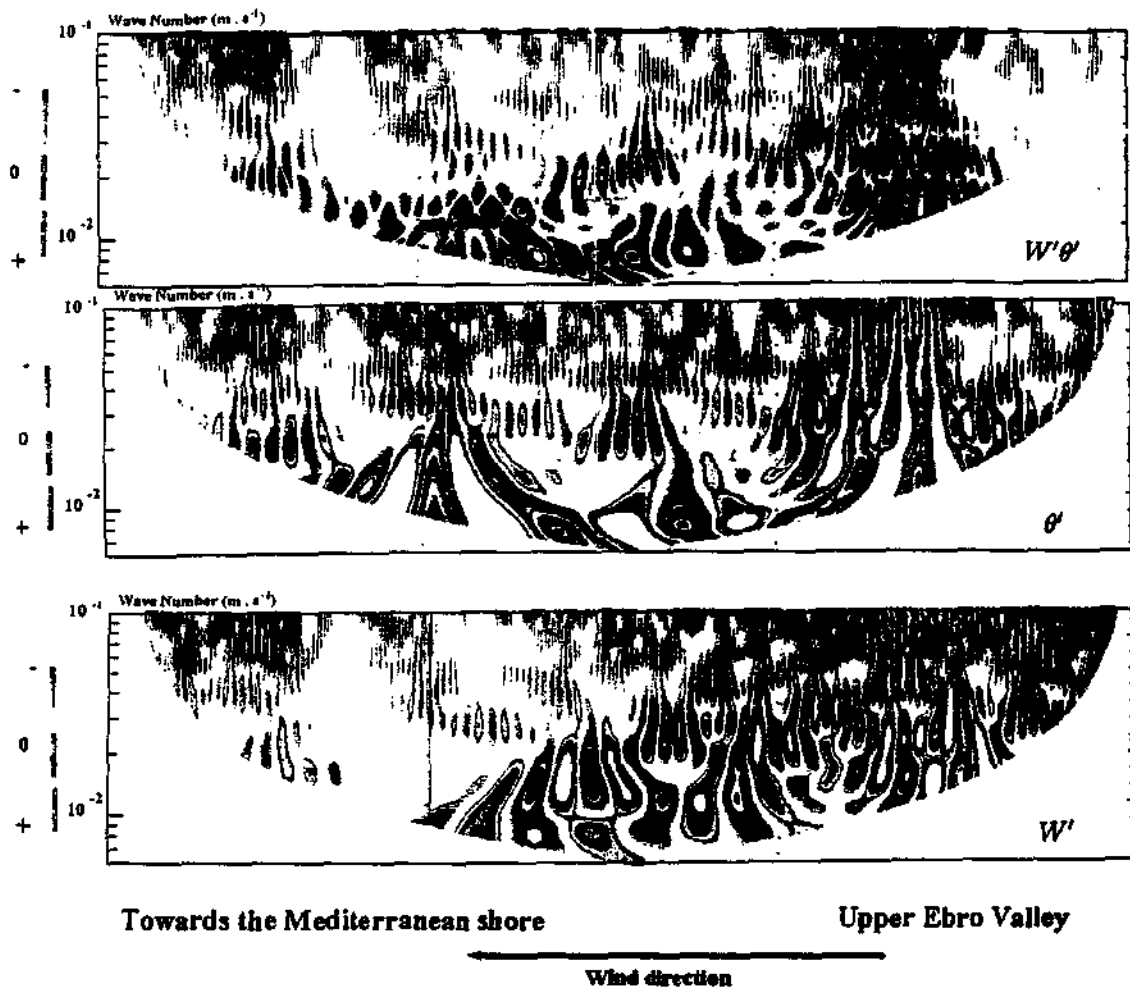 Wave Number (m . s⁻¹)
10⁻¹
-
0
+
10⁻²
W'θ'
Wave Number (m . s⁻¹)
10⁻¹
-
0
+
10⁻²
θ'
Wave Number (m . s⁻¹)
10⁻¹
-
0
+
10⁻²
W'
Towards the Mediterranean shore
Upper Ebro Valley
Wind direction